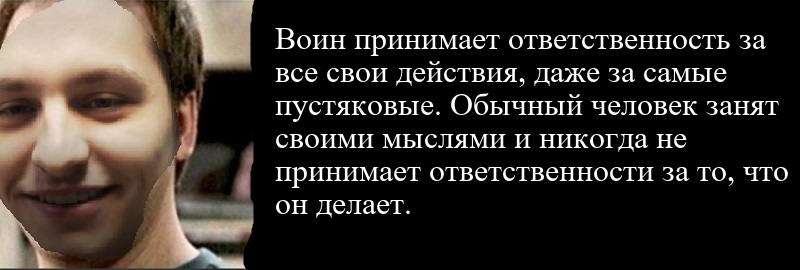 Воин принимает ответственность за
все свои действия, даже за самые
пустяковые. Обычный человек занят
своими мыслями и никогда не
принимает ответственности за то, что
он делает.